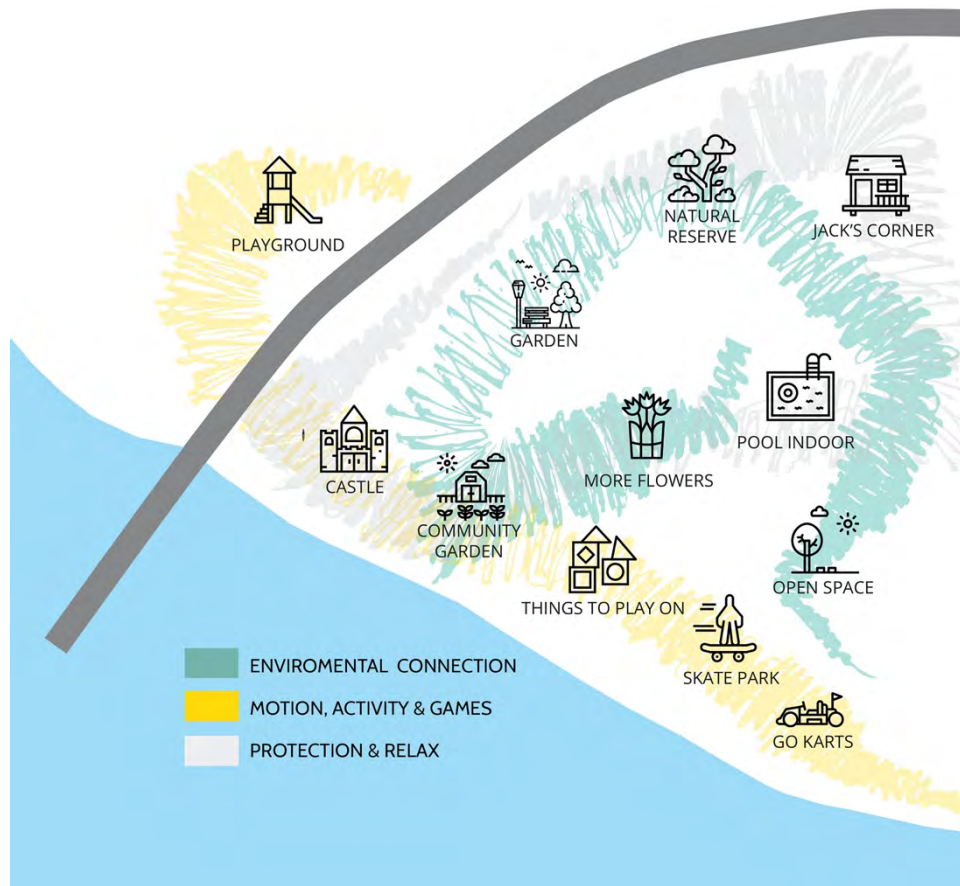 PLAYGROUND
NATURAL
RESERVE
JACK'S CORNER
GARDEN
POOL INDOOR
MORE FLOWERS
CASTLE
COMMUNITY
GARDEN
OPEN SPACE
THINGS TO PLAY ON
SKATE PARK
GO KARTS
ENVIROMENTAL CONNECTION
MOTION, ACTIVITY & GAMES
PROTECTION & RELAX